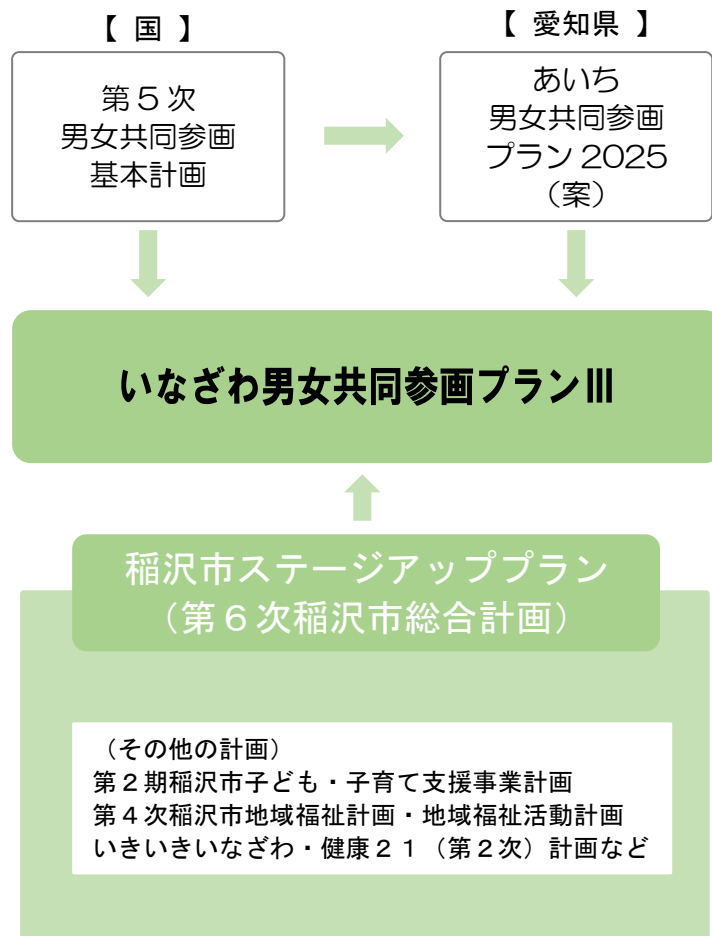 【 国 】
第５次
男女共同参画
基本計画
【 愛知県 】
あいち
男女共同参画
プラン 2025
（案）
いなざわ男女共同参画プランⅢ
稲沢市ステージアッププラン
（第６次稲沢市総合計画）
（その他の計画）
第２期稲沢市子ども・子育て支援事業計画
第４次稲沢市地域福祉計画・地域福祉活動計画
いきいきいなざわ・健康２１（第２次）計画など